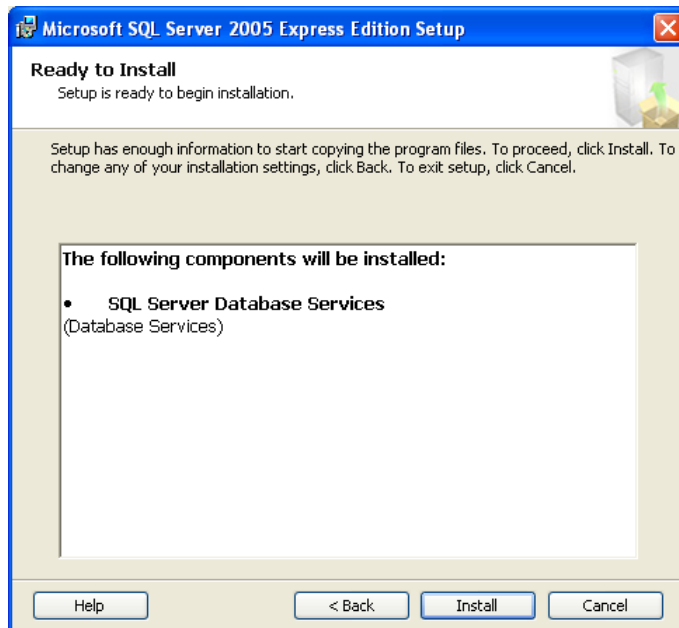 Microsoft SQL Server 2005 Express Edition Setup
Ready to Install
Setup is ready to begin installation.
Setup has enough information to start copying the program files. To proceed, click Install. To
change any of your installation settings, click Back. To exit setup, click Cancel.
The following components will be installed:
• SQL Server Database Services
(Database Services)
Help
< Back
Install
Cancel